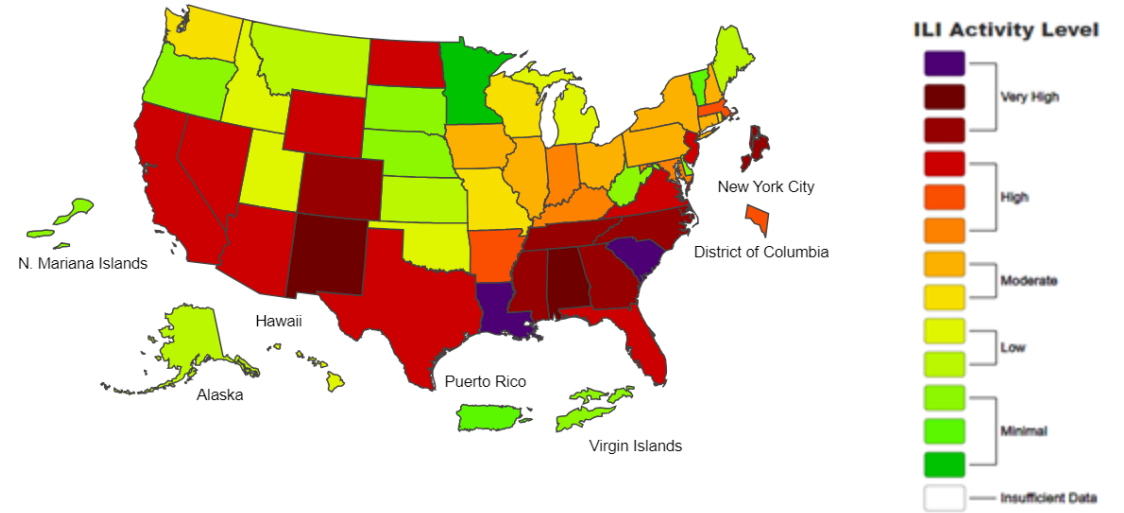 ILI Activity Level
Very High
High
Moderate
Low
Minimal
Insufficient Data
New York City
District of Columbia
N. Mariana Islands
Hawaii
Alaska
Puerto Rico
Virgin Islands